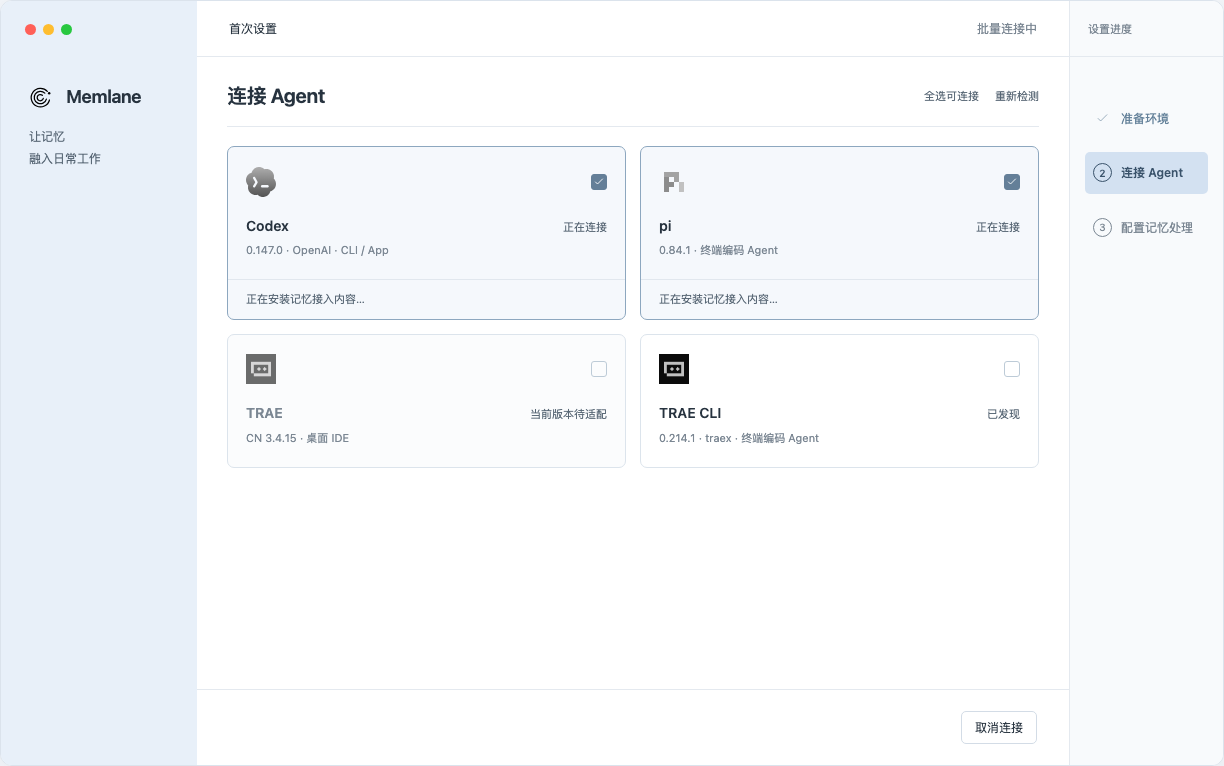 首次设置
批量连接中
设置进度
Memlane
让记忆
融入日常工作
连接 Agent
全选可连接
重新检测
Codex
正在连接
0.147.0 · OpenAI · CLI / App
正在安装记忆接入内容...
pi
正在连接
0.84.1 · 终端编码 Agent
正在安装记忆接入内容...
TRAE
当前版本待适配
CN 3.4.15 · 桌面 IDE
TRAE CLI
已发现
0.214.1 · traex · 终端编码 Agent
取消连接
准备环境
2 连接 Agent
3 配置记忆处理